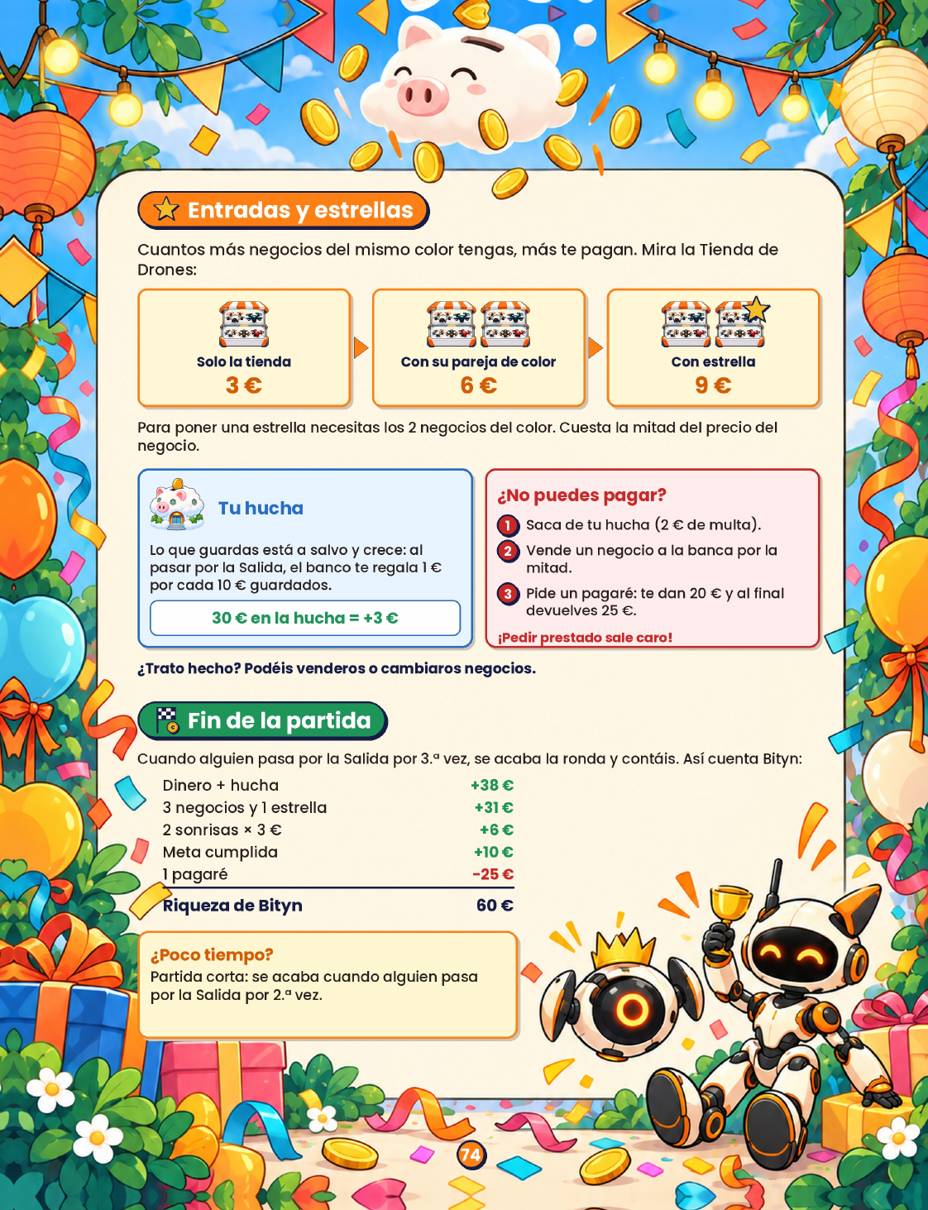 Entradas y estrellas
Cuantos más negocios del mismo color tengas, más te pagan. Mira la Tienda de
Drones:
Solo la tienda
3 €
Con su pareja de color
6 €
Con estrella
9 €
Para poner una estrella necesitas los 2 negocios del color. Cuesta la mitad del precio del
negocio.
Tu hucha
Lo que guardas está a salvo y crece: al
pasar por la Salida, el banco te regala 1 €
por cada 10 € guardados.
30 € en la hucha = +3 €
¿No puedes pagar?
1 Saca de tu hucha (2 € de multa).
2 Vende un negocio a la banca por la
mitad.
3 Pide un pagaré: te dan 20 € y al final
devuelves 25 €.
¡Pedir prestado sale caro!
¿Trato hecho? Podéis venderos o cambiaros negocios.
Fin de la partida
Cuando alguien pasa por la Salida por 3.ª vez, se acaba la ronda y contáis. Así cuenta Bityn:
Dinero + hucha +38 €
3 negocios y 1 estrella +31 €
2 sonrisas × 3 € +6 €
Meta cumplida +10 €
1 pagaré -25 €
Riqueza de Bityn 60 €
¿Poco tiempo?
Partida corta: se acaba cuando alguien pasa
por la Salida por 2.ª vez.
74